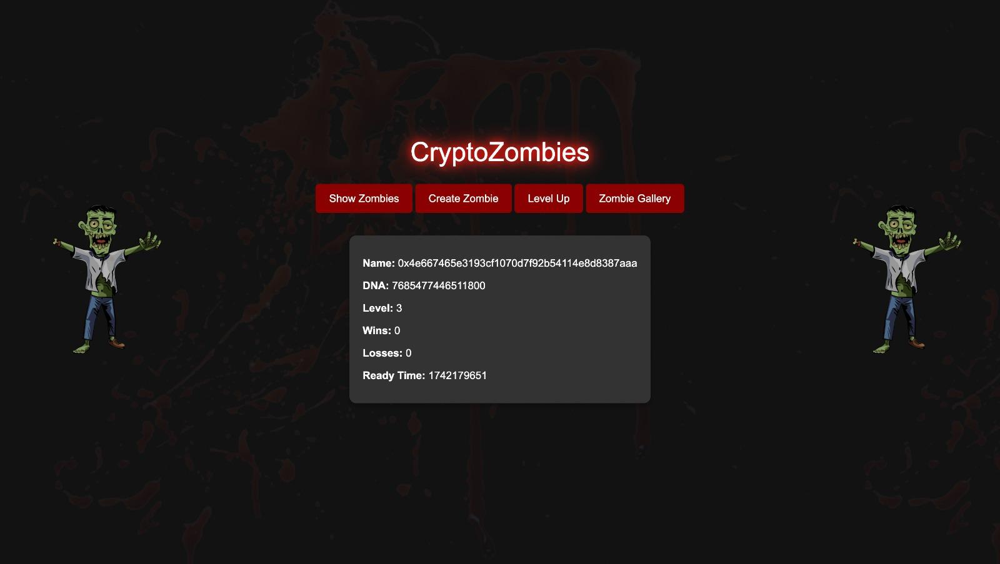 CryptoZombies
Show Zombies
Create Zombie
Level Up
Zombie Gallery
Name: 0x4e667465e3193cf1070d7f92b54114e8d8387aaa
DNA: 7685477446511800
Level: 3
Wins: 0
Losses: 0
Ready Time: 1742179651